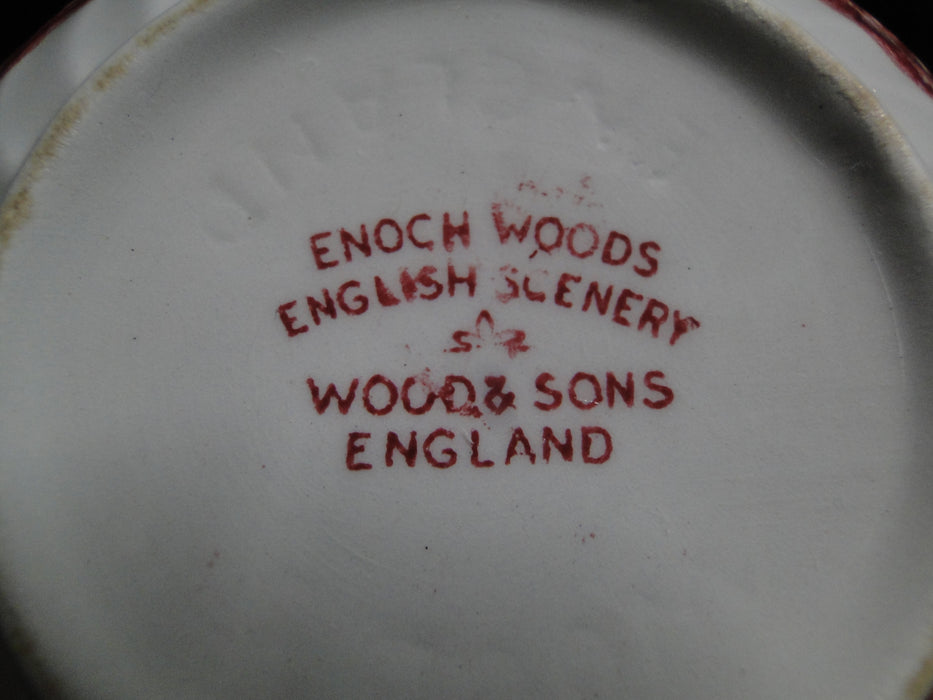 ENOCH WOODS
ENGLISH SCENERY
WOOD & SONS
ENGLAND